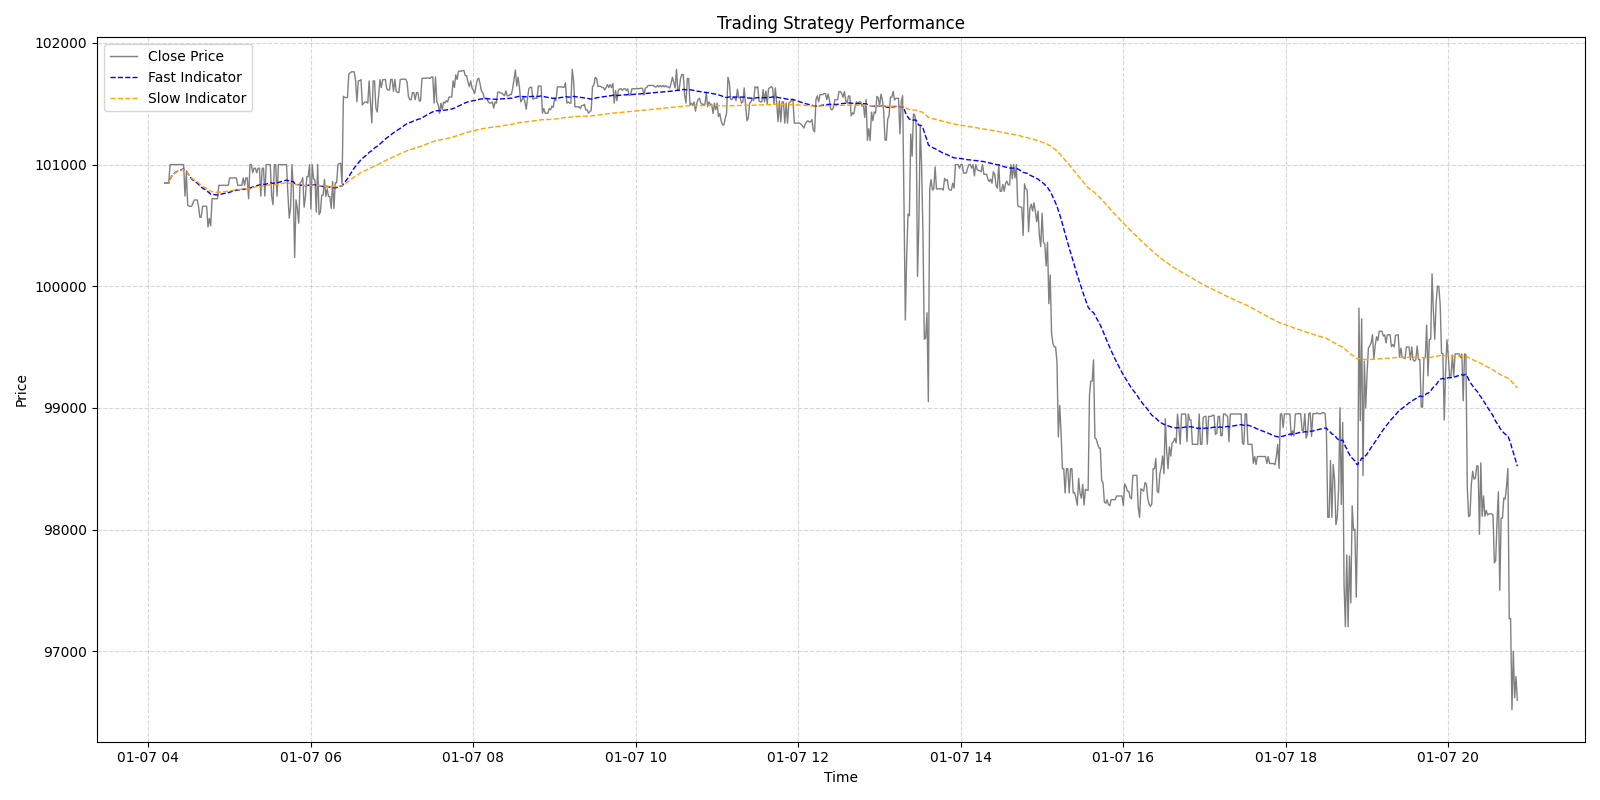 Trading Strategy Performance
Close Price
Fast Indicator
Slow Indicator
102000
101000
100000
99000
98000
97000
Price
01-07 04
01-07 06
01-07 08
01-07 10
01-07 12
01-07 14
01-07 16
01-07 18
01-07 20
Time